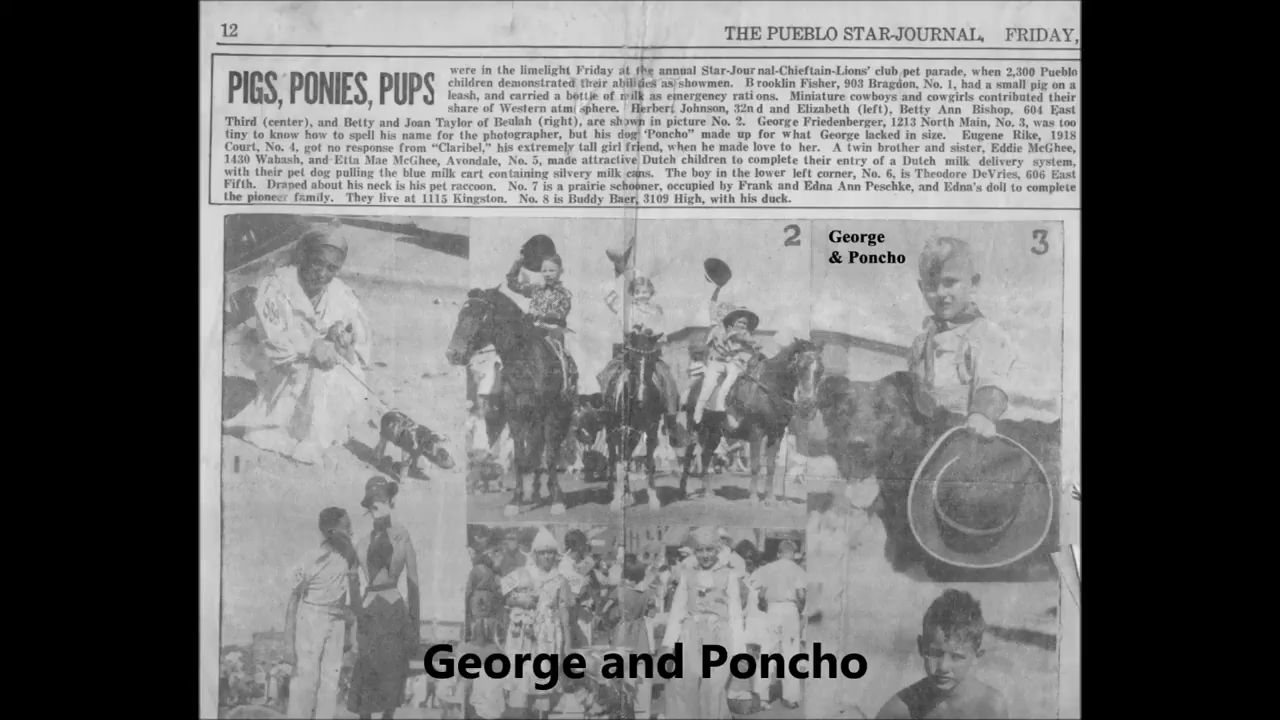 12
THE PUEBLO STAR-JOURNAL, FRIDAY,
PIGS, PONIES, PUPS
were in the limelight Friday at the annual Star-Journal-Chieftain-Lions' club pet parade, when 2,300 Pueblo
children demonstrated their abilities as showmen. Brooklin Fisher, 903 Bragdon, No. 1, had a small pig on a
leash, and carried a bottle of milk as emergency rations. Miniature cowboys and cowgirls contributed their
share of Western atmosphere. Herbert Johnson, 32nd and Elizabeth (left), Betty Ann Bishop, 604 East
Third (center), and Betty and Joan Taylor of Beulah (right), are shown in picture No. 2. George Friedenberger, 1213 North Main, No. 3, was too
tiny to know how to spell his name for the photographer, but his dog "Poncho" made up for what George lacked in size. Eugene Rike, 1918
Court, No. 4, got no response from "Claribel," his extremely tall girl friend, when he made love to her. A twin brother and sister, Eddie McGhee,
1430 Wabash, and Etta Mae McGhee, Avondale, No. 5, made attractive Dutch children to complete their entry of a Dutch milk delivery system,
with their pet dog pulling the blue milk cart containing silvery milk cans. The boy in the lower left corner, No. 6, is Theodore DeVries, 606 East
Fifth. Draped about his neck is his pet raccoon. No. 7 is a prairie schooner, occupied by Frank and Edna Ann Peschke, and Edna's doll to complete
the pioneer family. They live at 1115 Kingston. No. 8 is Buddy Baer, 3109 High, with his duck.
2
George
& Poncho
3
1
George and Poncho